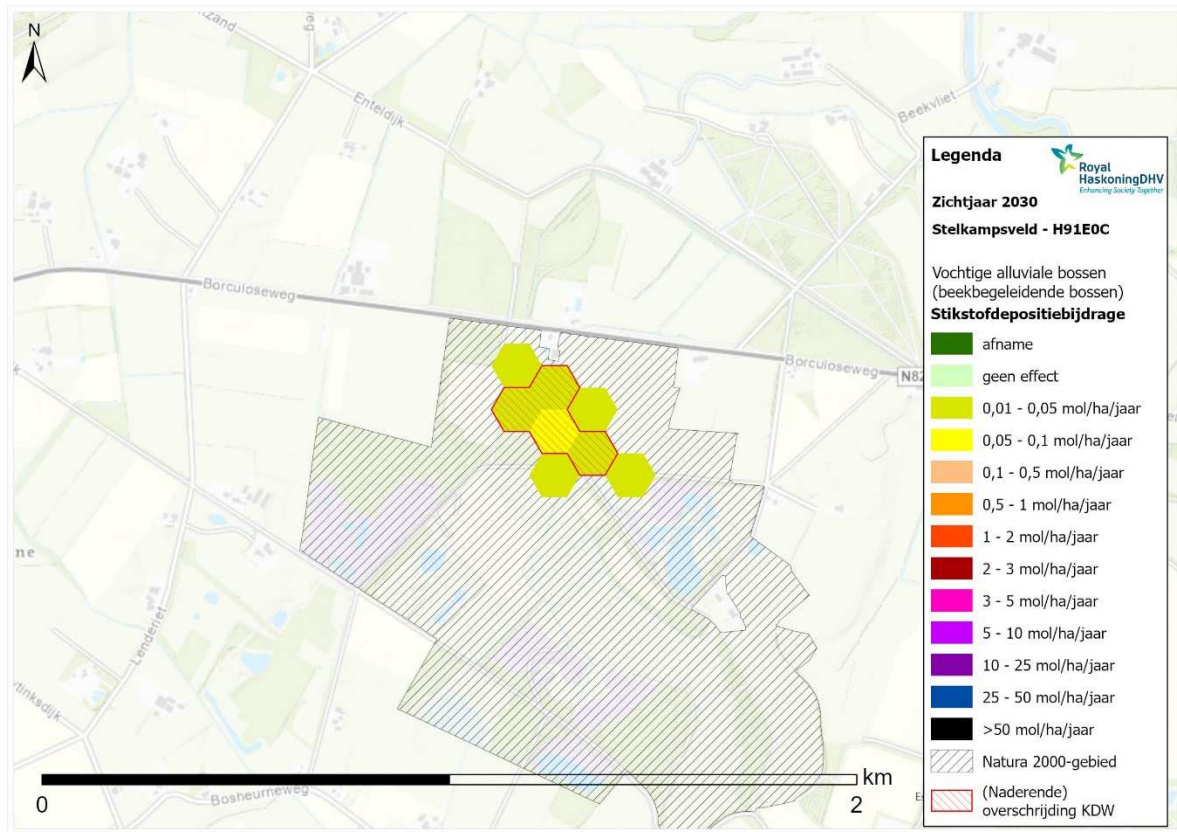 N
Enteldijk
Beekvliet
Borculoseweg
Borculoseweg
Lenderiet
Bosheurneweg
0
2
km
Legenda
Royal
HaskoningDHV
Enhancing Society Together
Zichtjaar 2030
Stelkampsveld - H91E0C
Vochtige alluviale bossen
(beekbegeleidende bossen)
Stikstofdepositiebijdrage
afname
geen effect
0,01 - 0,05 mol/ha/jaar
0,05 - 0,1 mol/ha/jaar
0,1 - 0,5 mol/ha/jaar
0,5 - 1 mol/ha/jaar
1 - 2 mol/ha/jaar
2 - 3 mol/ha/jaar
3 - 5 mol/ha/jaar
5 - 10 mol/ha/jaar
10 - 25 mol/ha/jaar
25 - 50 mol/ha/jaar
>50 mol/ha/jaar
Natura 2000-gebied
(Naderende)
overschrijding KDW